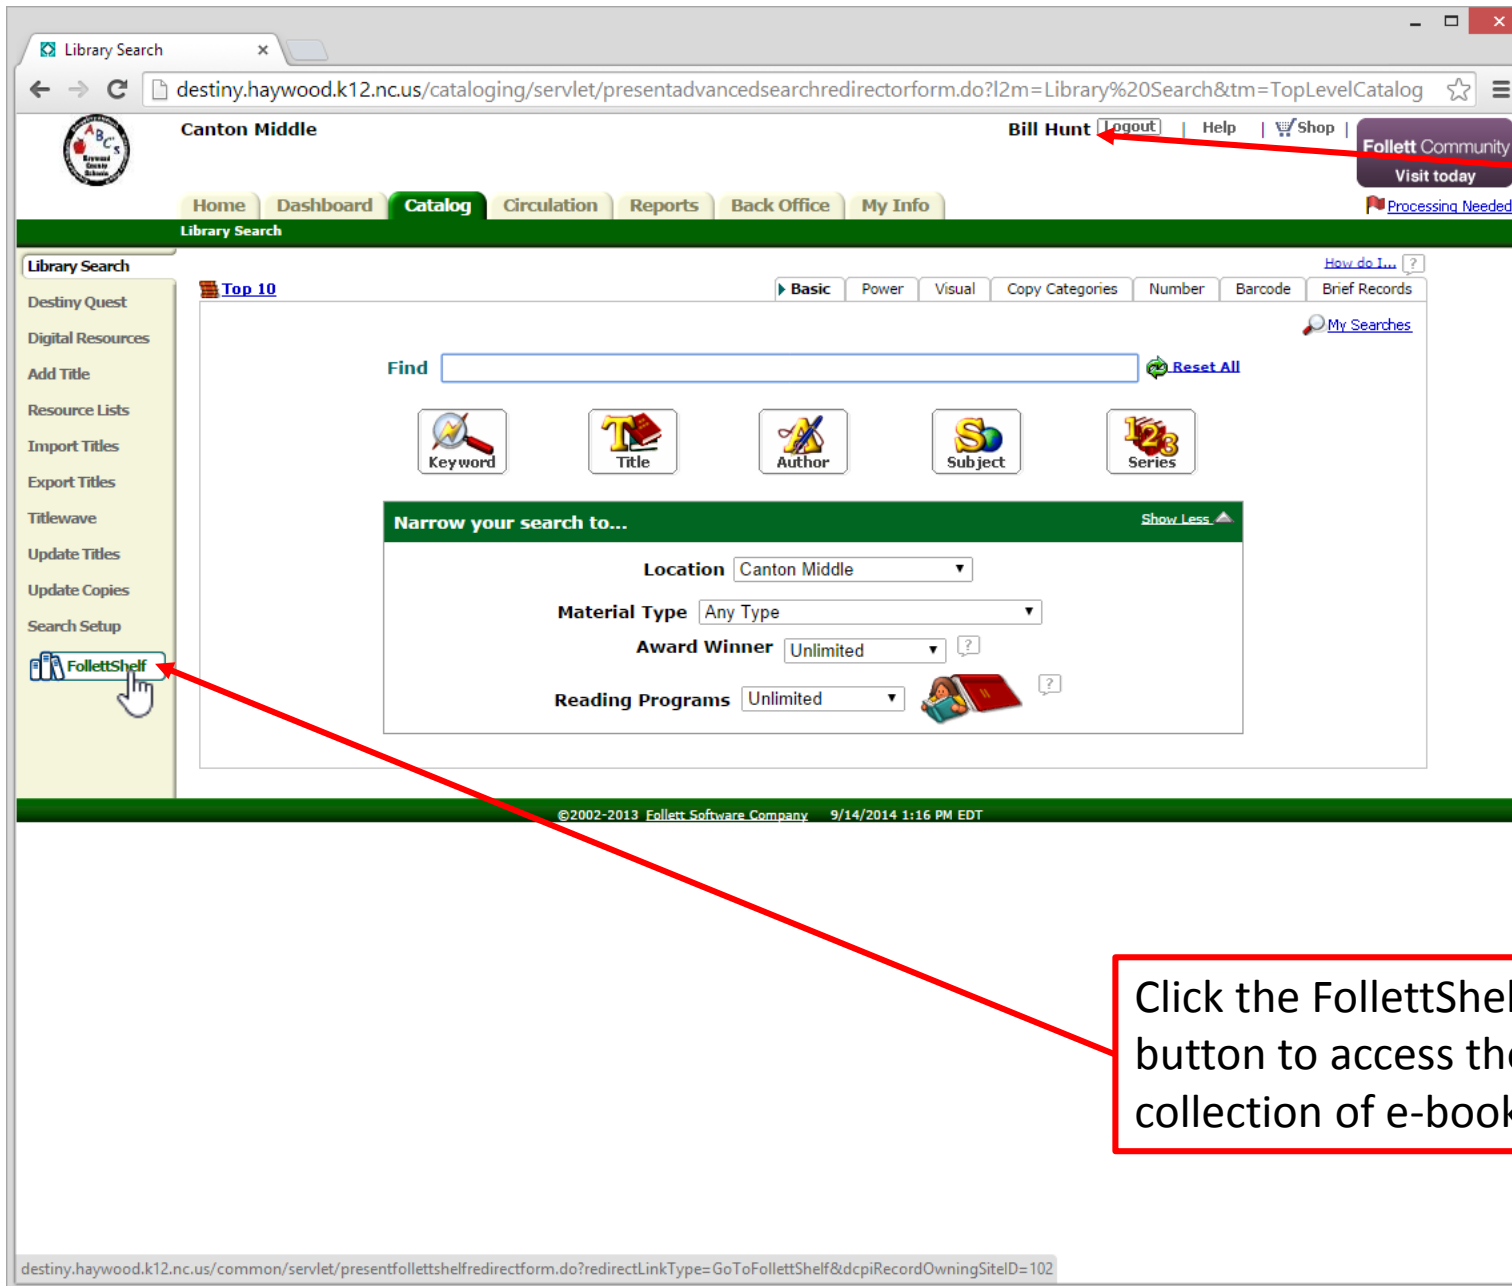 Library Search
destiny.haywood.k12.nc.us/cataloging/servlet/presentadvancedsearchredirectorform.do?l2m=Library%20Search&tm=TopLevelCatalog
ABC's
Haywood
County
Schools
Canton Middle
Bill Hunt Logout | Help | Shop |
Follett Community
Visit today
Home Dashboard Catalog Circulation Reports Back Office My Info
Processing Needed
Library Search
Library Search
Destiny Quest
Digital Resources
Add Title
Resource Lists
Import Titles
Export Titles
Titlewave
Update Titles
Update Copies
Search Setup
FollettShelf
How do I... ?
Top 10
Basic Power Visual Copy Categories Number Barcode Brief Records
My Searches
Find
Reset All
Keyword Title Author Subject Series
Narrow your search to...
Show Less
Location Canton Middle
Material Type Any Type
Award Winner Unlimited ?
Reading Programs Unlimited ?
©2002-2013 Follett Software Company 9/14/2014 1:16 PM EDT
Click the FollettShel
button to access the
collection of e-book
destiny.haywood.k12.nc.us/common/servlet/presentfollettshelfredirectform.do?redirectLinkType=GoToFollettShelf&dcpiRecordOwningSiteID=102